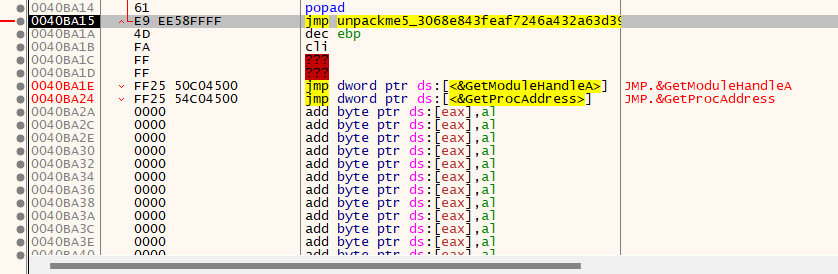 0040BA14 61 popad
0040BA15 E9 EE58FFFF jmp unpackme5_3068e843feaf7246a432a63d39
0040BA1A 4D dec ebp
0040BA1B FA cli
0040BA1C FF ???
0040BA1D FF ???
0040BA1E FF25 50C04500 jmp dword ptr ds:[<&GetModuleHandleA>] JMP.&GetModuleHandleA
0040BA24 FF25 54C04500 jmp dword ptr ds:[<&GetProcAddress>] JMP.&GetProcAddress
0040BA2A 0000 add byte ptr ds:[eax],al
0040BA2C 0000 add byte ptr ds:[eax],al
0040BA2E 0000 add byte ptr ds:[eax],al
0040BA30 0000 add byte ptr ds:[eax],al
0040BA32 0000 add byte ptr ds:[eax],al
0040BA34 0000 add byte ptr ds:[eax],al
0040BA36 0000 add byte ptr ds:[eax],al
0040BA38 0000 add byte ptr ds:[eax],al
0040BA3A 0000 add byte ptr ds:[eax],al
0040BA3C 0000 add byte ptr ds:[eax],al
0040BA3E 0000 add byte ptr ds:[eax],al
0040BA40 0000 add byte ptr ds:[eax],al